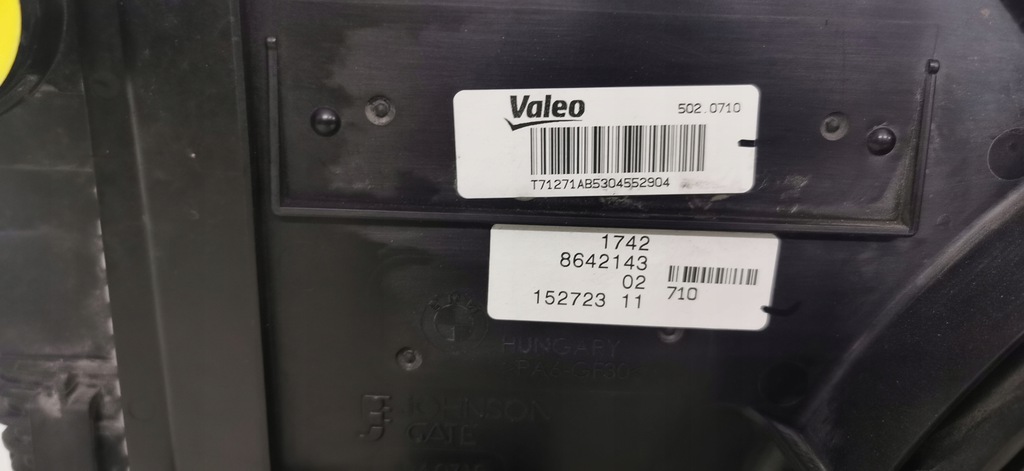 Valeo
502.0710
T71271AB5304552904
1742
8642143
02
710
152723 11
HUNGARY
JOHNSON
GATE